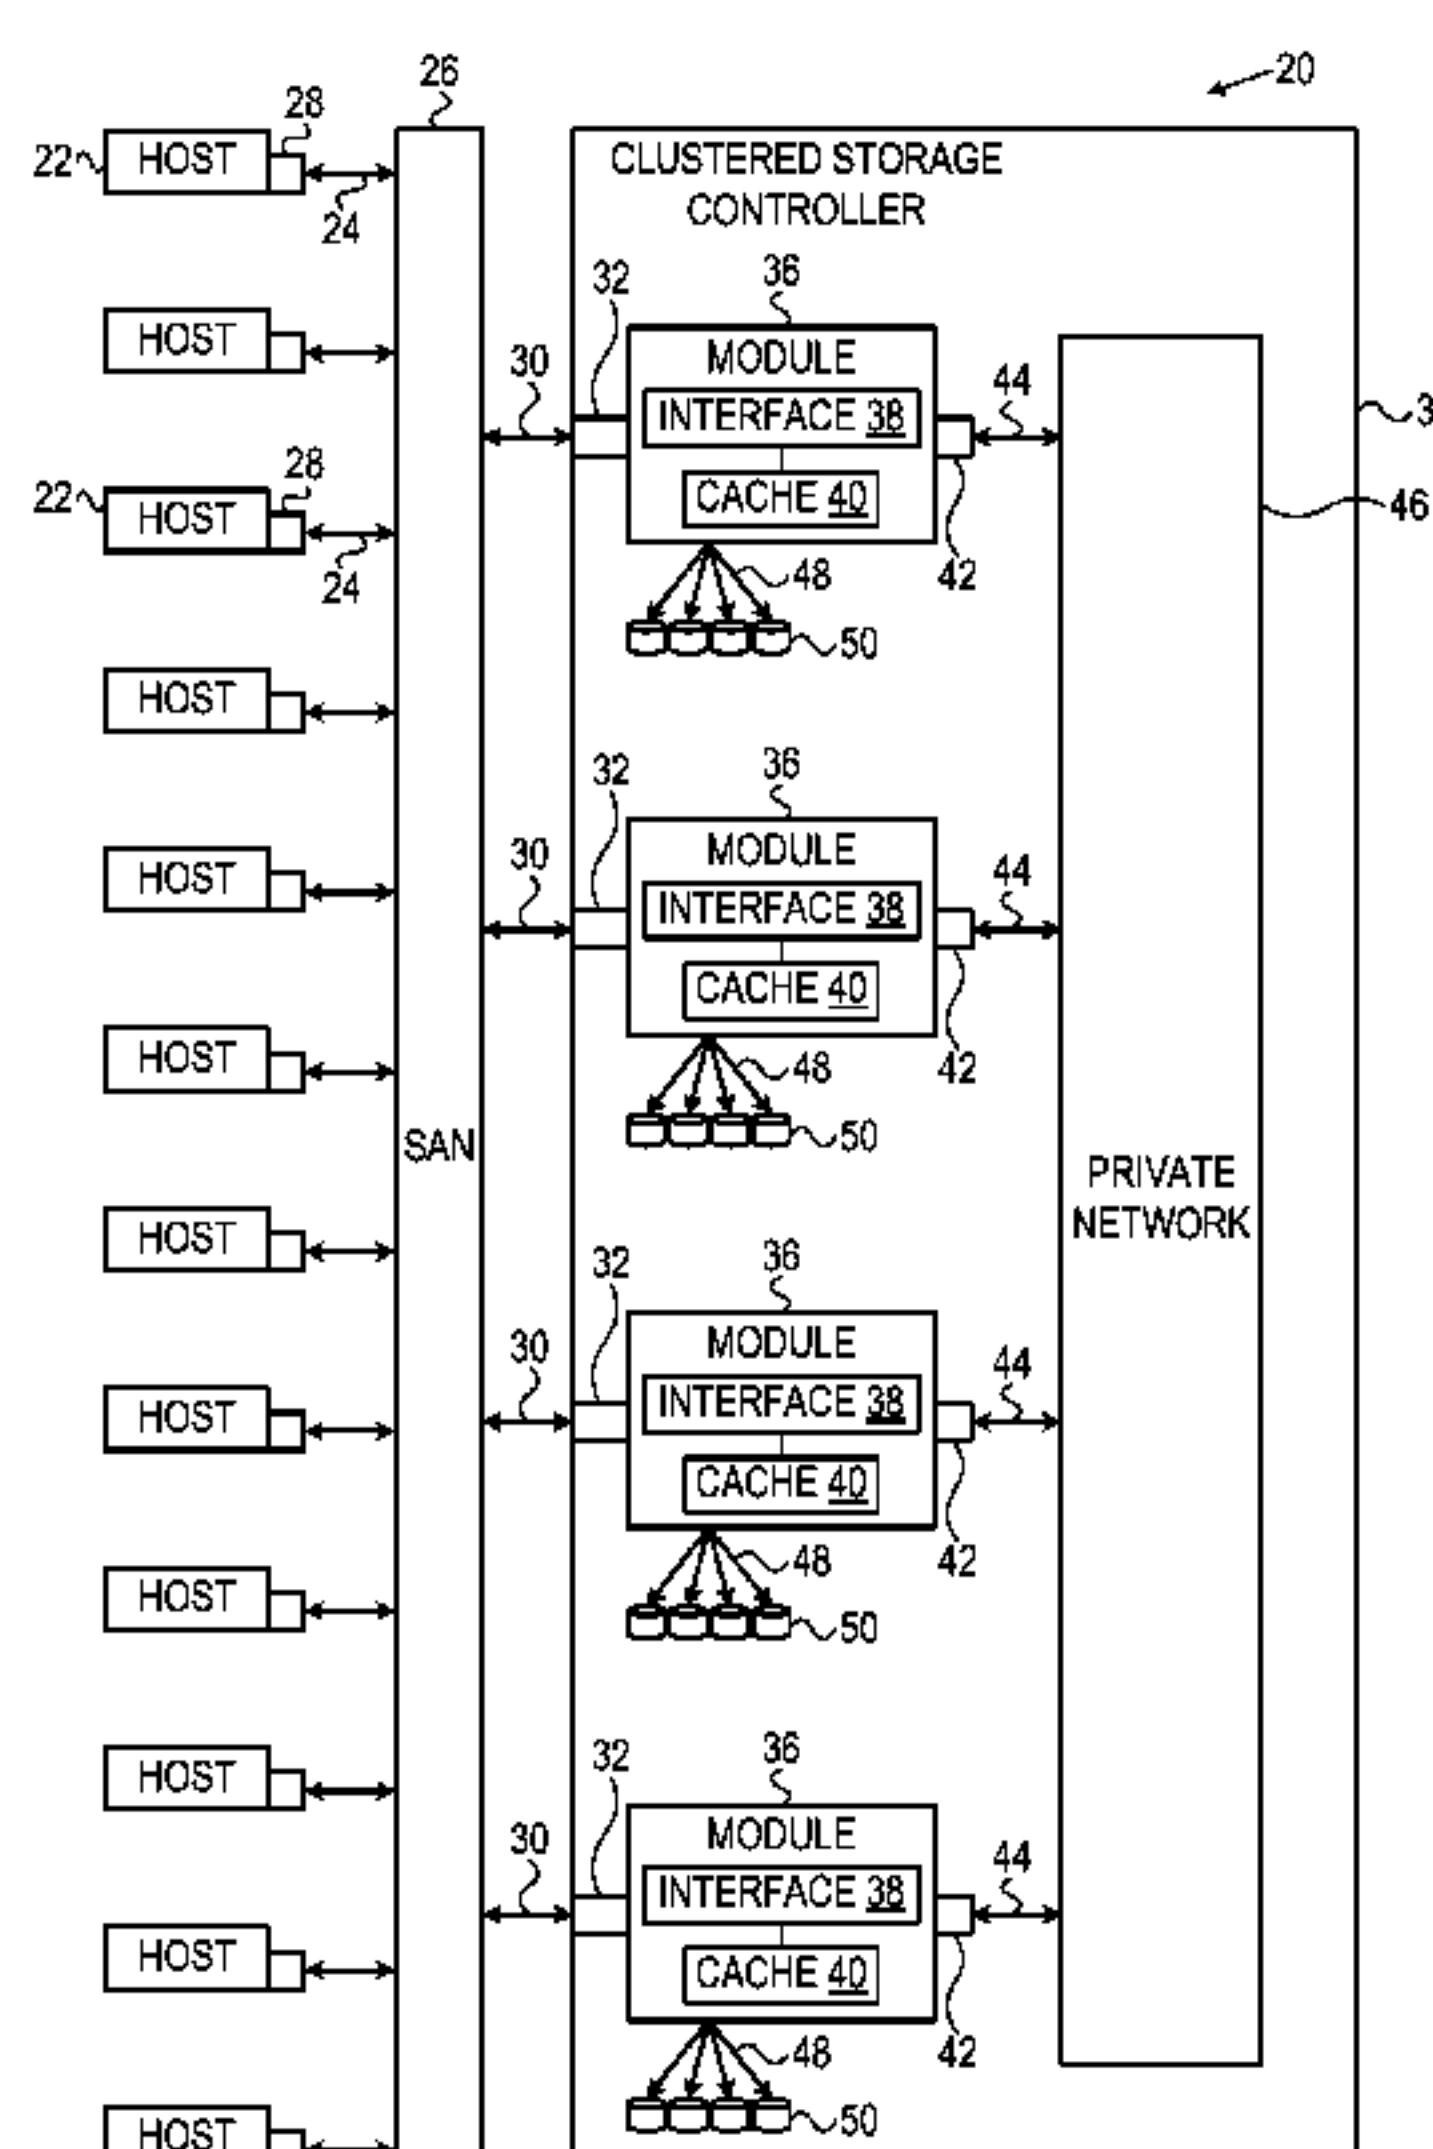 20
26
28
22 HOST
24
CLUSTERED STORAGE
CONTROLLER
HOST
28
22 HOST
24
HOST
HOST
HOST
HOST
HOST
HOST
HOST
HOST
HOST
SAN
32
36
30
MODULE
INTERFACE 38
CACHE 40
44
42
48
50
32
36
30
MODULE
INTERFACE 38
CACHE 40
44
42
48
50
32
36
30
MODULE
INTERFACE 38
CACHE 40
44
42
48
50
32
36
30
MODULE
INTERFACE 38
CACHE 40
44
42
48
50
PRIVATE
NETWORK
46